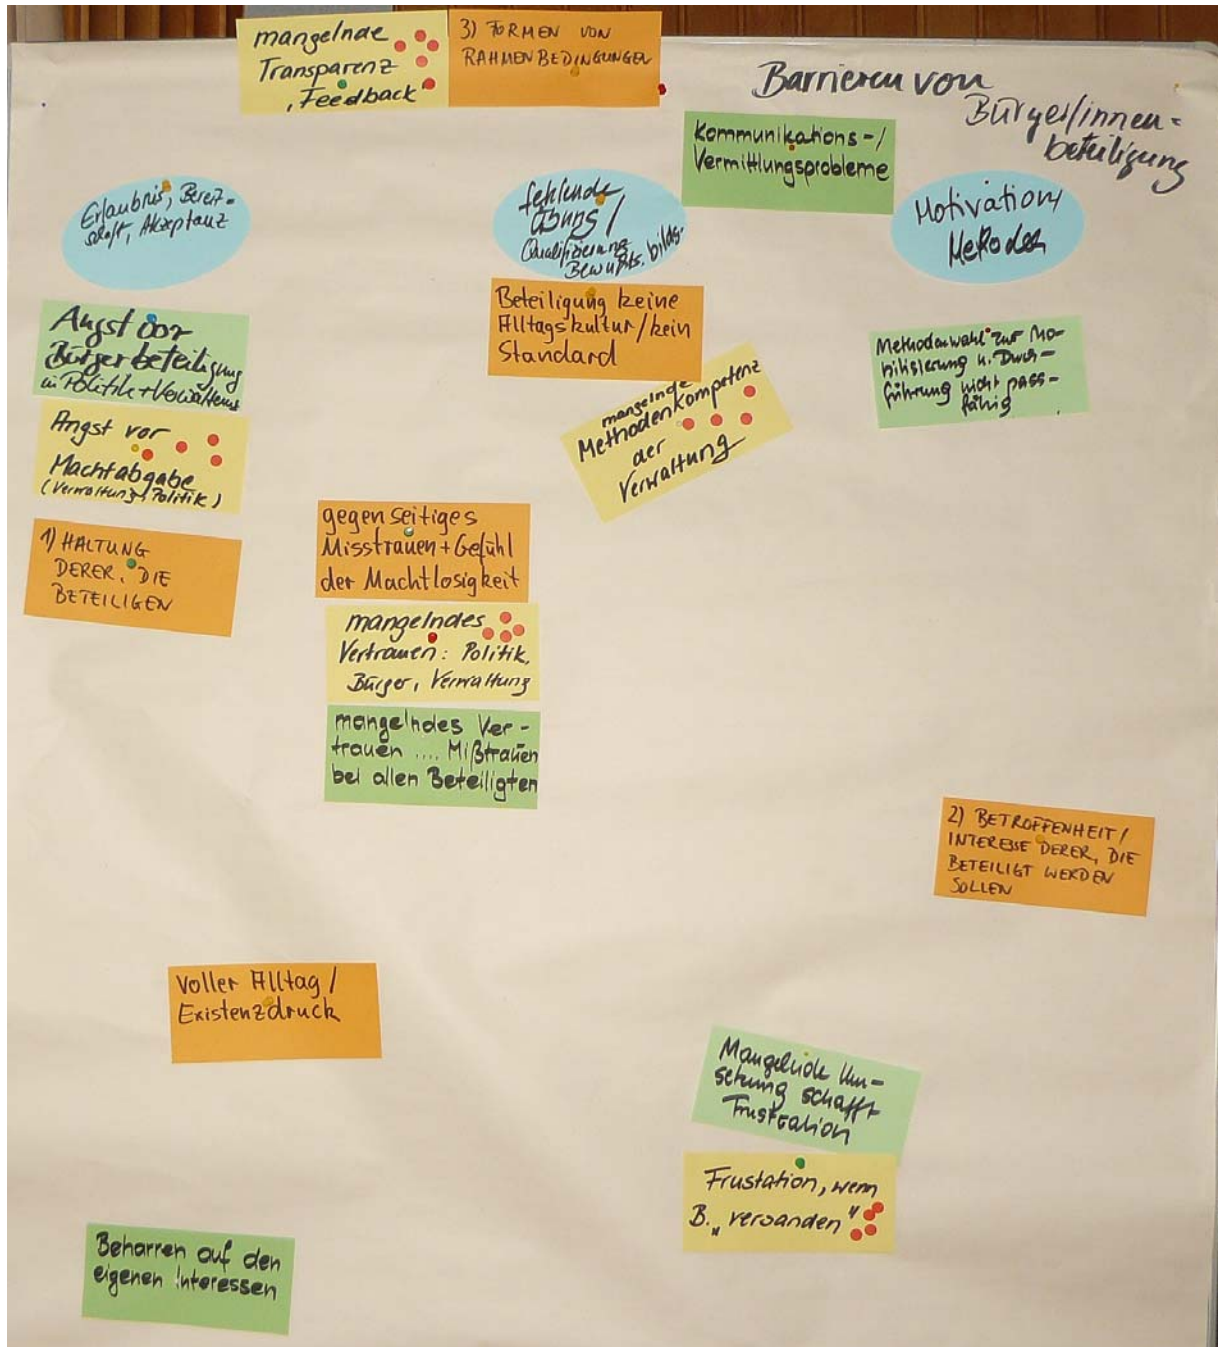 mangelnde
Transparenz
„Feedback"
3) FORMEN VON
RAHMENBEDINGUNGEN
Barrieren von
Bürger/innen-
beteiligung
Kommunikations-/
Vermittlungsprobleme
Erlaubnis, Bereit-
schaft, Akzeptanz
fehlende
Übung /
Qualifizierung
Bewußts.bildg.
Motivation/
Methoden
Angst vor
Bürgerbeteiligung
in Politik + Verwaltung
Angst vor
Machtabgabe
(Verwaltung, Politik)
1) HALTUNG
DERER, DIE
BETEILIGEN
Beteiligung keine
Alltagskultur/kein
Standard
mangelnde
Methodenkompetenz
der
Verwaltung
Methodenwahl zur Mo-
bilisierung u. Durch-
führung nicht pass-
fähig
gegenseitiges
Misstrauen + Gefühl
der Machtlosigkeit
mangelndes
Vertrauen: Politik,
Bürger, Verwaltung
mangelndes Ver-
trauen .... Mißtrauen
bei allen Beteiligten
2) BETROFFENHEIT/
INTERESSE DERER, DIE
BETEILIGT WERDEN
SOLLEN
Voller Alltag /
Existenzdruck
Mangelnde Um-
setzung schafft
Frustration
Frustation, wenn
B. „versanden"
Beharren auf den
eigenen Interessen